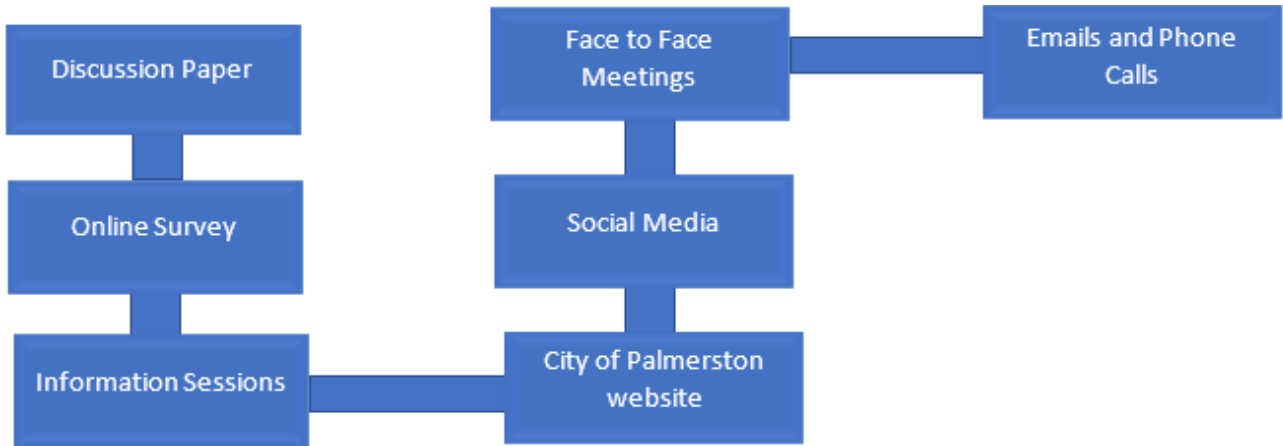 Discussion Paper
Online Survey
Information Sessions
City of Palmerston
website
Social Media
Face to Face
Meetings
Emails and Phone
Calls